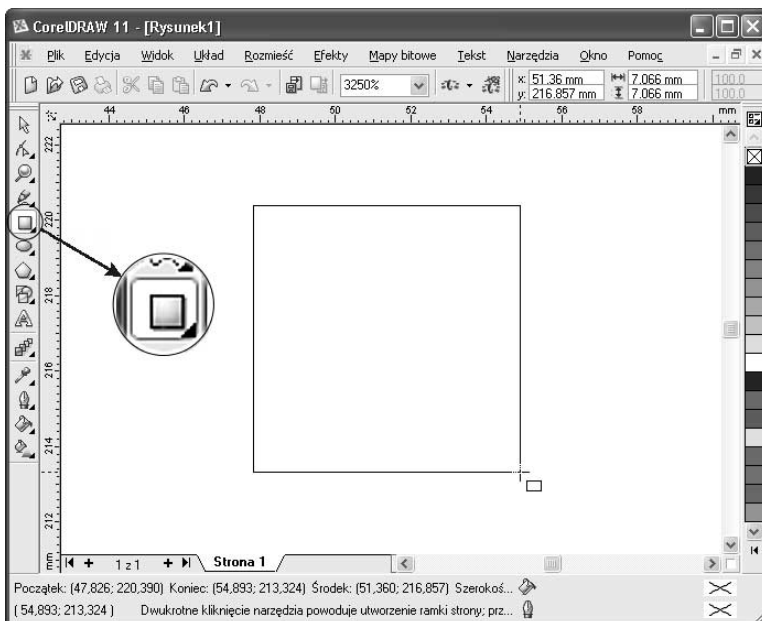 CorelDRAW 11 - [Rysunek1]
Plik Edycja Widok Układ Rozmieść Efekty Mapy bitowe Tekst Narzędzia Okno Pomoc
3250% x: 51.36 mm 7.066 mm 100.0
y: 216.857 mm 7.066 mm 100.0
44 46 48 50 52 54 56 58 mm
222
220
218
216
214
212
mm
1 z 1 Strona 1
Początek: (47,826; 220,390) Koniec: (54,893; 213,324) Środek: (51,360; 216,857) Szerokoś...
( 54,893; 213,324 ) Dwukrotne kliknięcie narzędzia powoduje utworzenie ramki strony; prz...